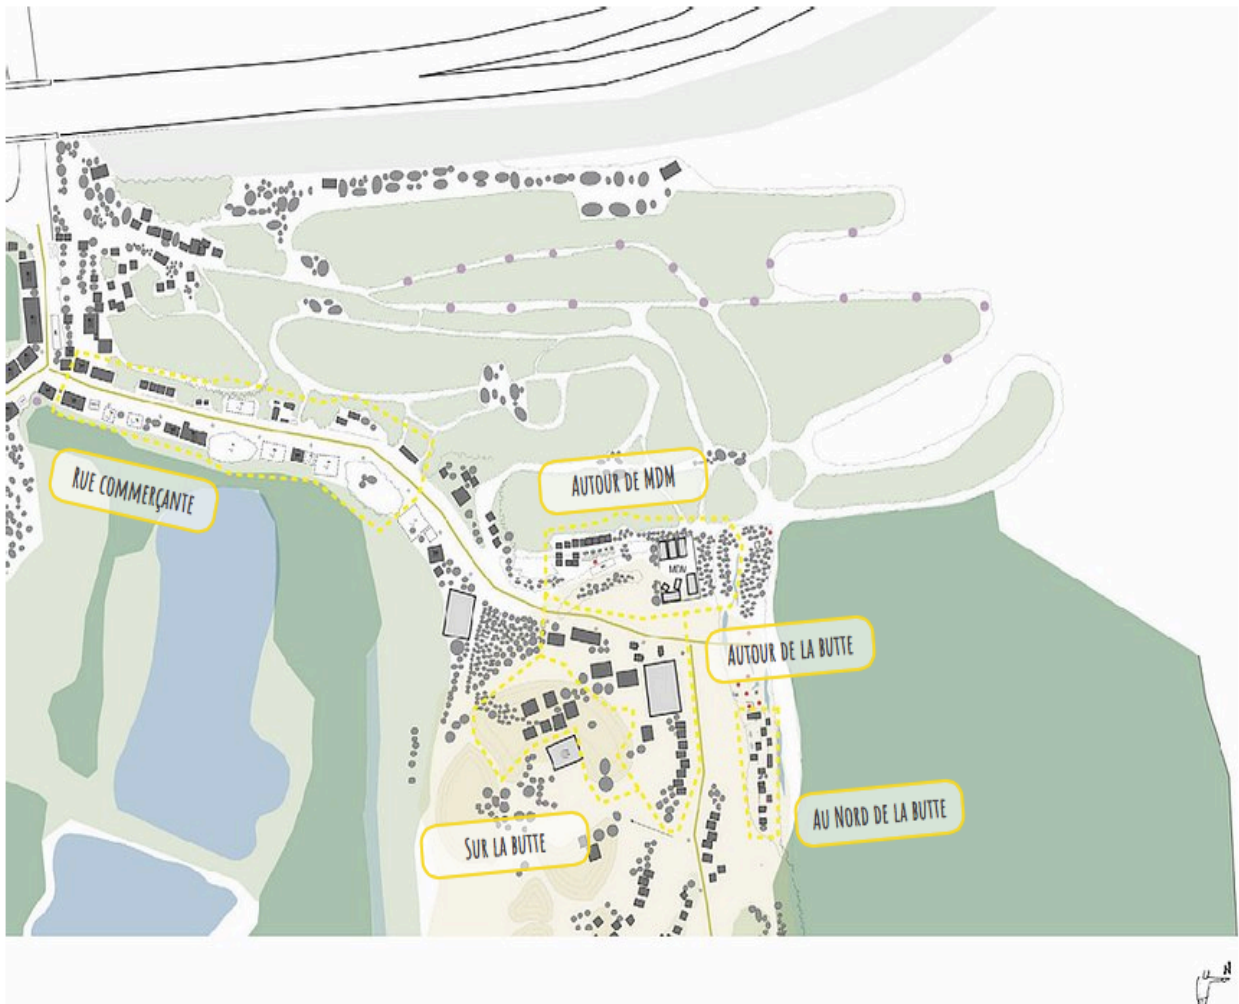 RUE COMMERÇANTE
AUTOUR DE MDM
MDM
AUTOUR DE LA BUTTE
AU NORD DE LA BUTTE
SUR LA BUTTE
N